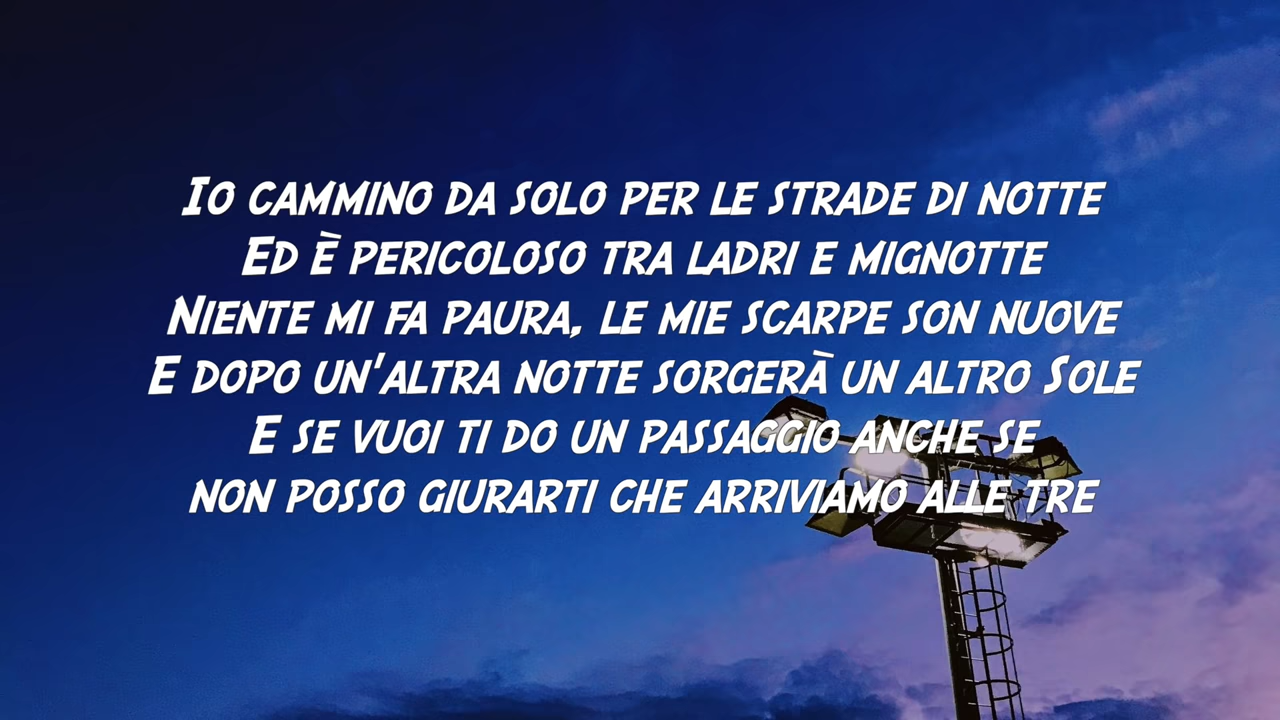 Io cammino da solo per le strade di notte
Ed è pericoloso tra ladri e mignotte
Niente mi fa paura, le mie scarpe son nuove
E dopo un'altra notte sorgerà un altro Sole
E se vuoi ti do un passaggio anche se
non posso giurarti che arriviamo alle tre